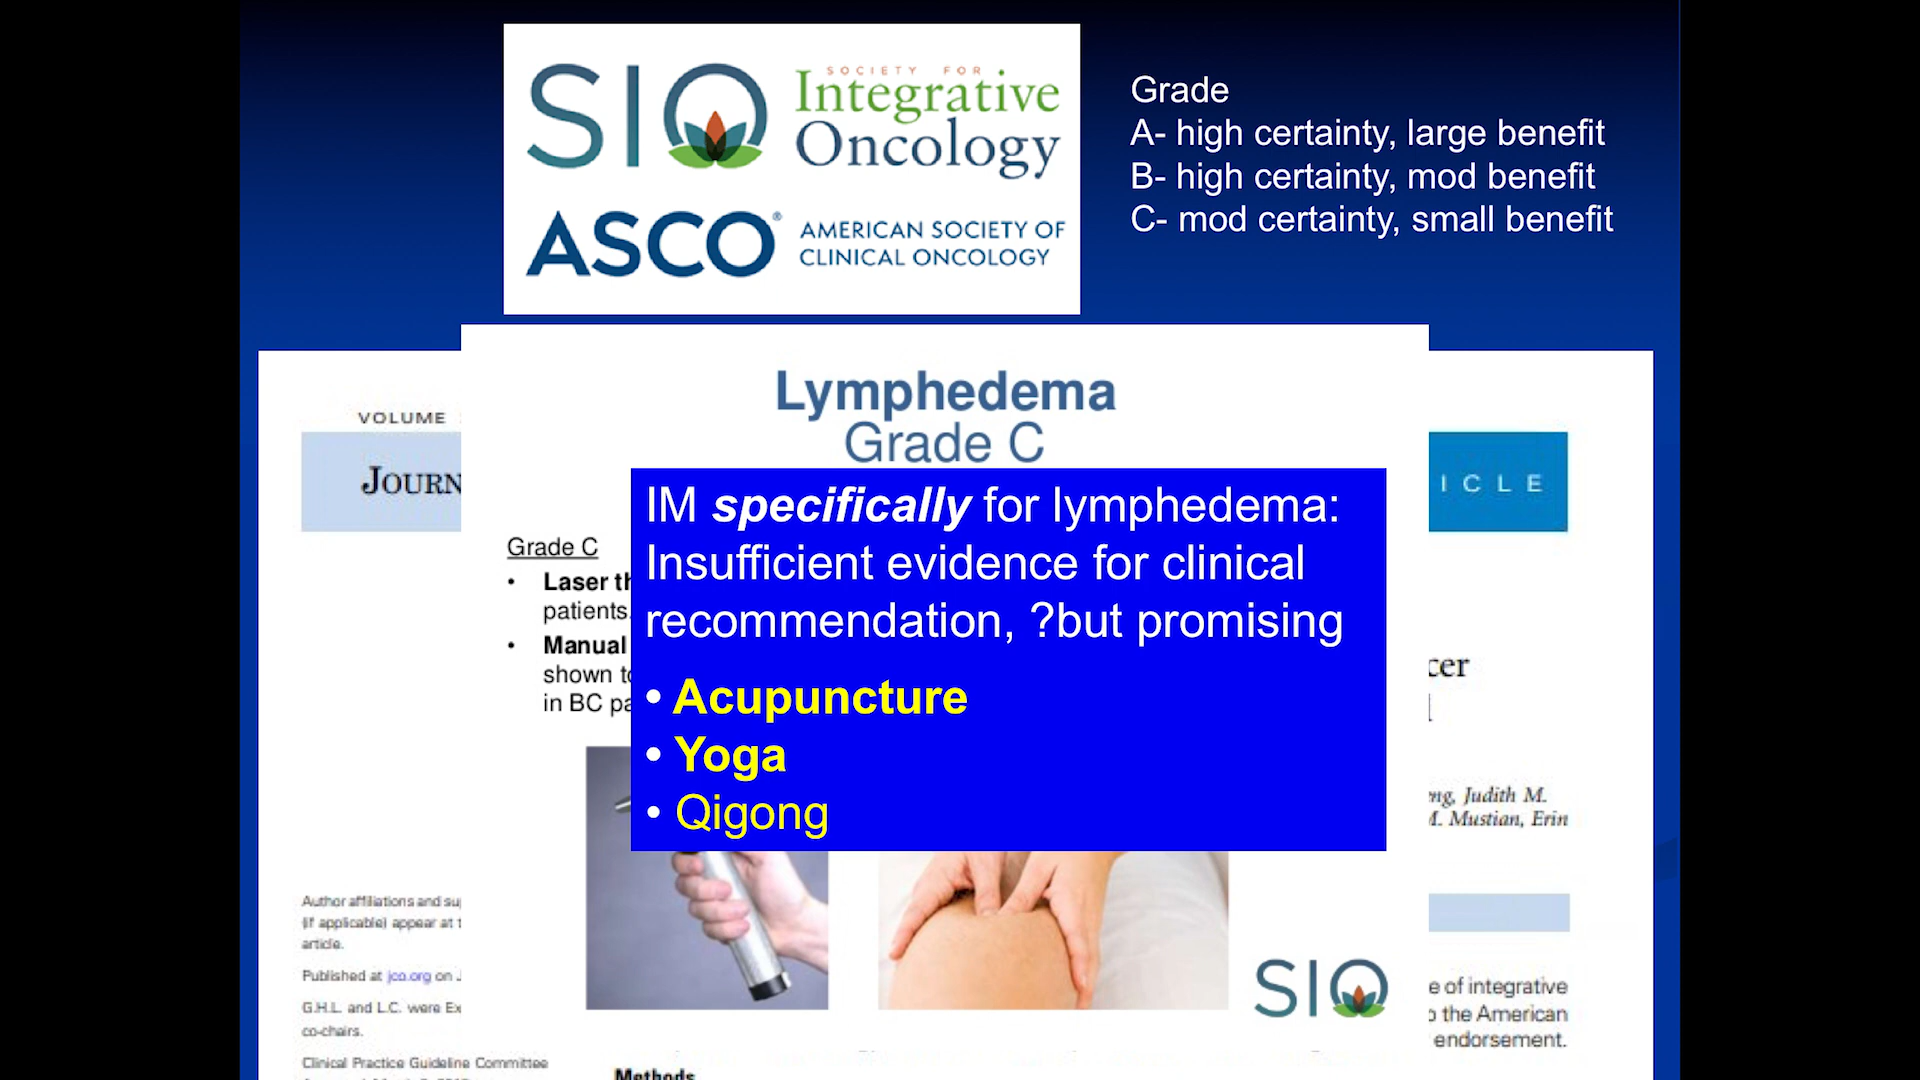 SIO
SOCIETY FOR
Integrative
Oncology
ASCO®
AMERICAN SOCIETY OF
CLINICAL ONCOLOGY
Grade
A- high certainty, large benefit
B- high certainty, mod benefit
C- mod certainty, small benefit
Lymphedema
Grade C
VOLUME
JOURN
ICLE
Grade C
• Laser th
patients.
• Manual
shown to
in BC pa
IM specifically for lymphedema:
Insufficient evidence for clinical
recommendation, ?but promising
• Acupuncture
• Yoga
• Qigong
cer
ng, Judith M.
M. Mustian, Erin
Author affiliations and su
(if applicable) appear at t
article.
Published at jco.org on J
G.H.L. and L.C. were Ex
co-chairs.
Clinical Practice Guideline Committee
SIO
e of integrative
o the American
endorsement.
Methods